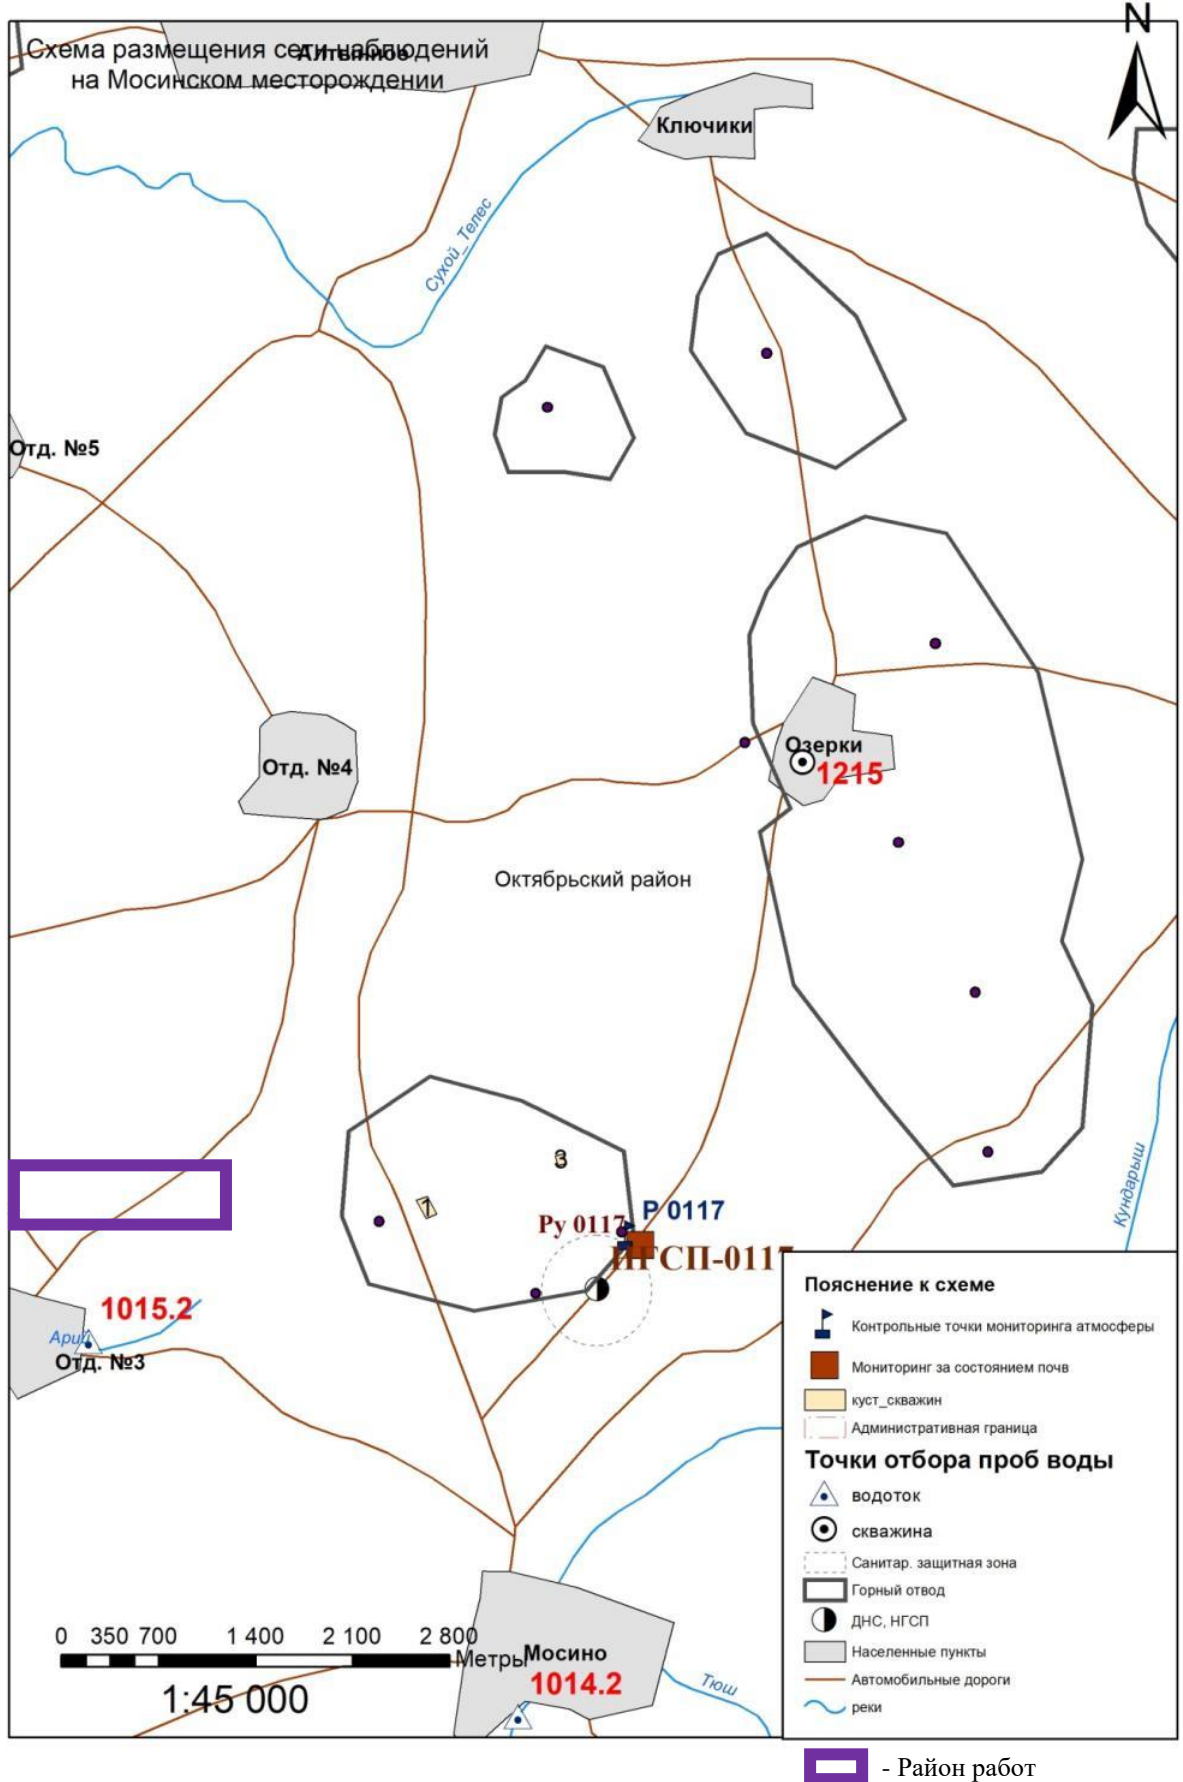 N
Схема размещения сети наблюдений
на Мосинском месторождении
Алтынное
Ключики
Сухой_Телес
Отд. №5
Озерки
1215
Отд. №4
Октябрьский район
3
7
Р 0117
Ру 0117
НГСП-0117
Кундарыш
1015.2
Отд. №3
Пояснение к схеме
Контрольные точки мониторинга атмосферы
Мониторинг за состоянием почв
куст_скважин
Административная граница
Точки отбора проб воды
водоток
скважина
Санитар. защитная зона
Горный отвод
ДНС, НГСП
Населенные пункты
Автомобильные дороги
реки
0 350 700 1 400 2 100 2 800
Метры
1:45 000
Мосино
1014.2
Тюш
- Район работ